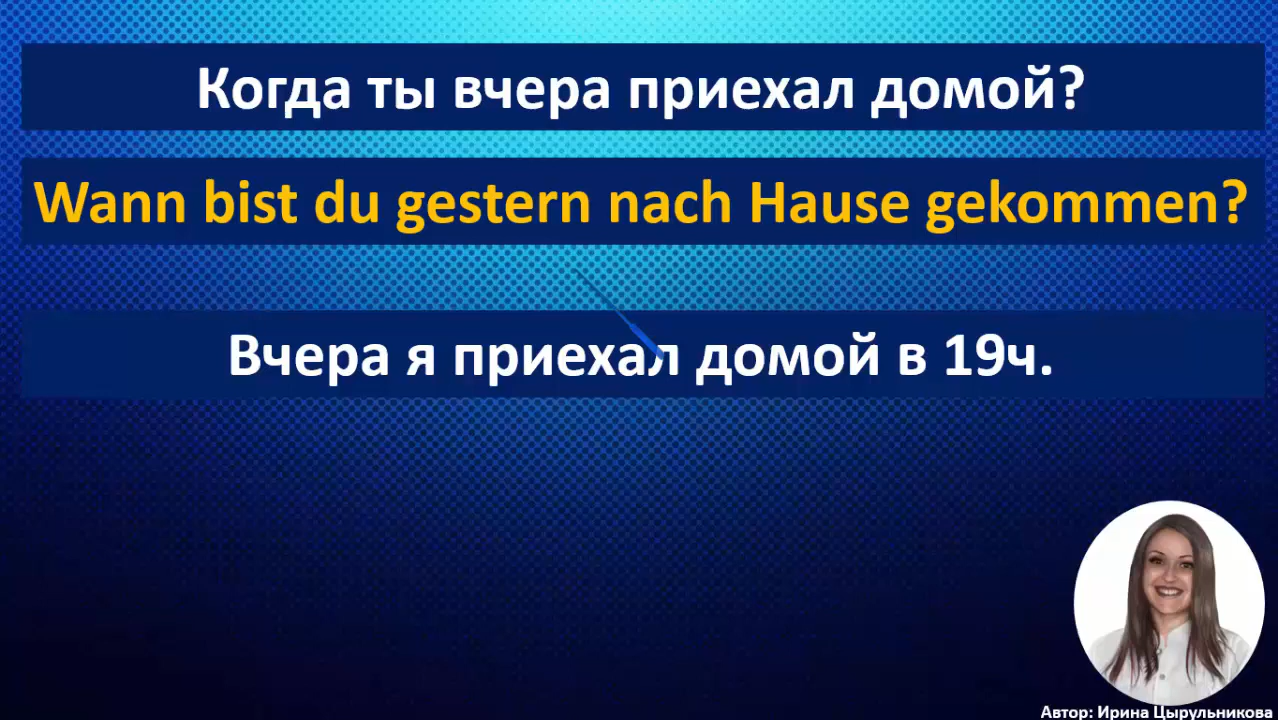 Когда ты вчера приехал домой?
Wann bist du gestern nach Hause gekommen?
Вчера я приехал домой в 19ч.
Автор: Ирина Цырульникова